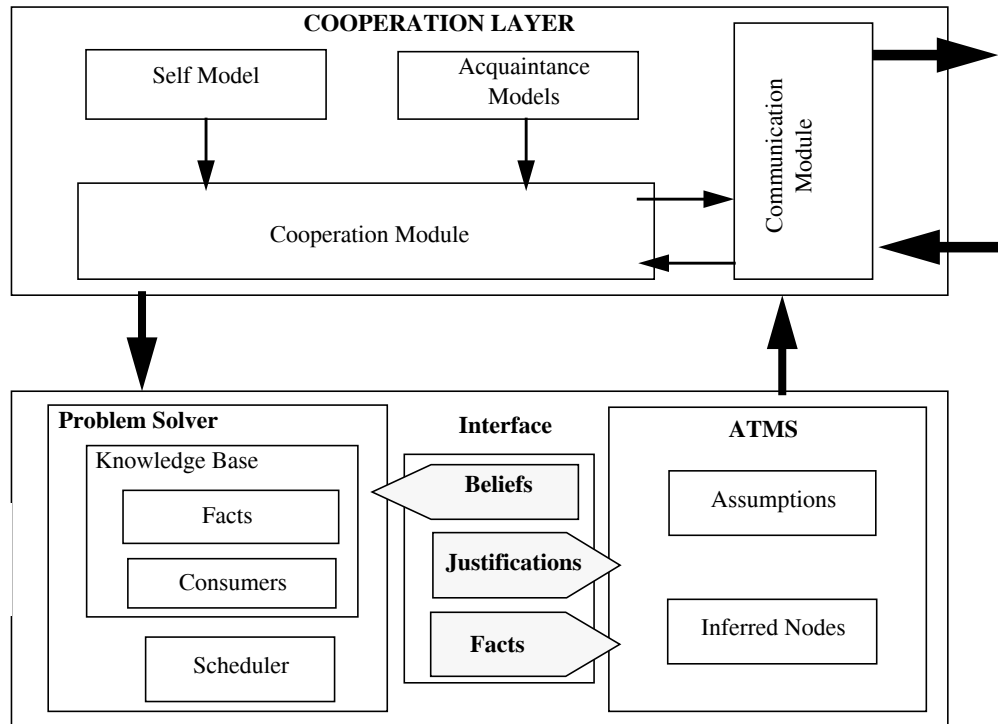 COOPERATION LAYER
Self Model
Acquaintance
Models
Communication
Module
Cooperation Module
Problem Solver
Knowledge Base
Facts
Consumers
Scheduler
Interface
Beliefs
Justifications
Facts
ATMS
Assumptions
Inferred Nodes